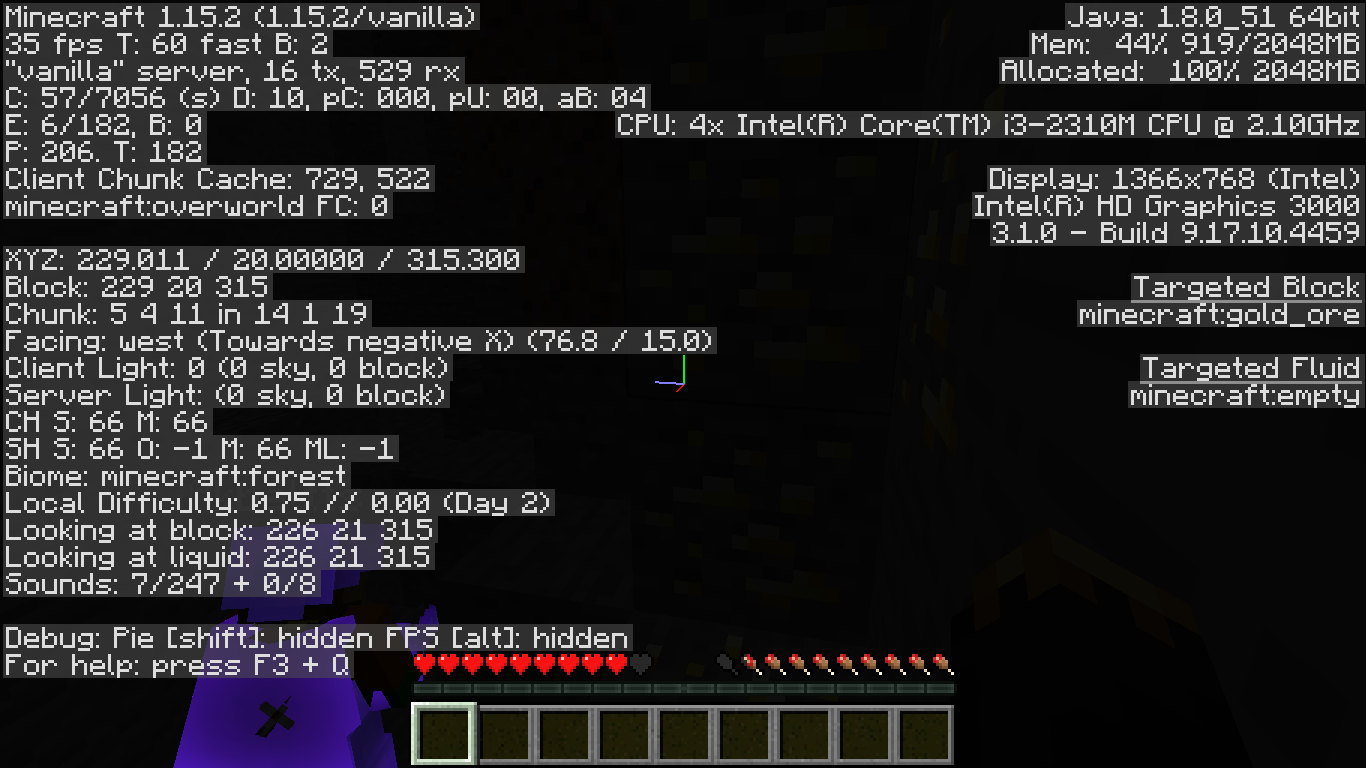 Minecraft 1.15.2 (1.15.2/vanilla)
35 fps T: 60 fast B: 2
"vanilla" server, 16 tx, 529 rx
C: 57/7056 (s) D: 10, pC: 000, pU: 00, aB: 04
E: 6/182, B: 0
P: 206. T: 182
Client Chunk Cache: 729, 522
minecraft:overworld FC: 0
XYZ: 229.011 / 20.00000 / 315.300
Block: 229 20 315
Chunk: 5 4 11 in 14 1 19
Facing: west (Towards negative X) (76.8 / 15.0)
Client Light: 0 (0 sky, 0 block)
Server Light: (0 sky, 0 block)
CH S: 66 M: 66
SH S: 66 O: -1 M: 66 ML: -1
Biome: minecraft:forest
Local Difficulty: 0.75 // 0.00 (Day 2)
Looking at block: 226 21 315
Looking at liquid: 226 21 315
Sounds: 7/247 + 0/8
Debug: Pie [shift]: hidden FPS [alt]: hidden
For help: press F3 + Q
Java: 1.8.0_51 64bit
Mem: 44% 919/2048MB
Allocated: 100% 2048MB
CPU: 4x Intel(R) Core(TM) i3-2310M CPU @ 2.10GHz
Display: 1366x768 (Intel)
Intel(R) HD Graphics 3000
3.1.0 - Build 9.17.10.4459
Targeted Block
minecraft:gold_ore
Targeted Fluid
minecraft:empty